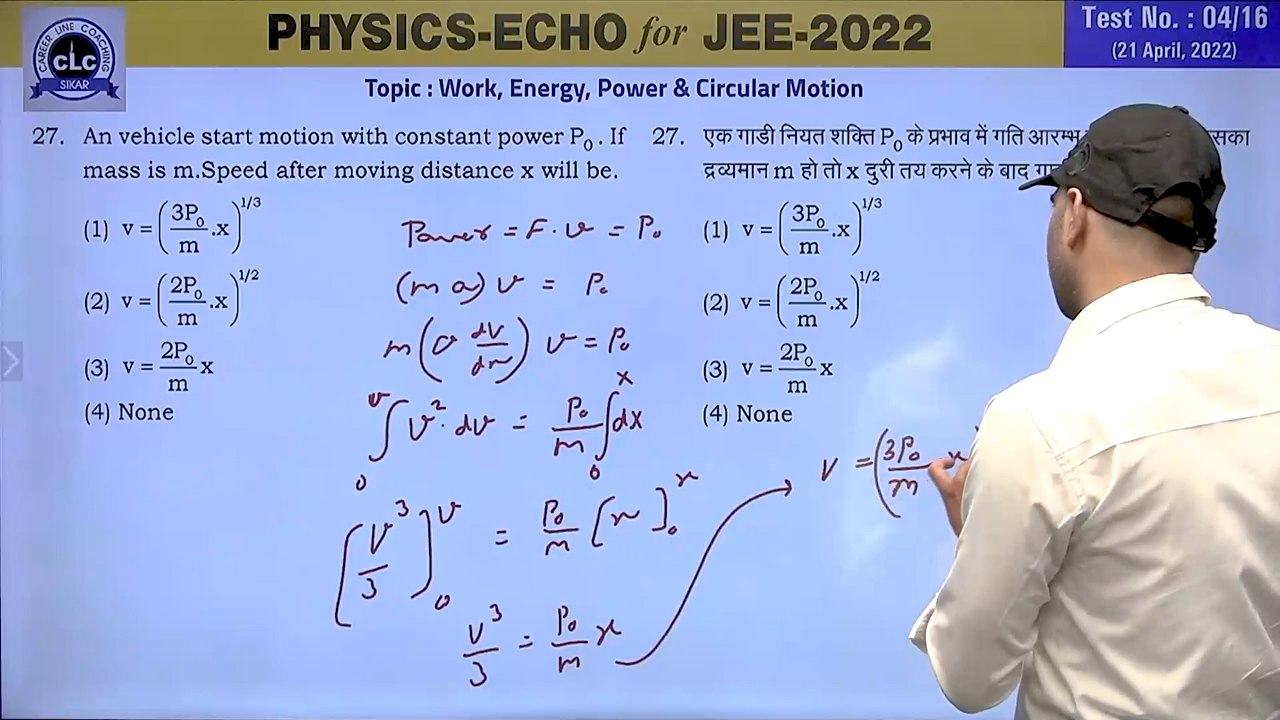 CAREER LINE COACHING
CLC
SIKAR
PHYSICS-ECHO for JEE-2022
Test No. : 04/16
(21 April, 2022)
Topic : Work, Energy, Power & Circular Motion
27. An vehicle start motion with constant power P₀ . If
mass is m.Speed after moving distance x will be.
(1) v = (3P₀/m .x)^1/3
(2) v = (2P₀/m .x)^1/2
(3) v = 2P₀/m x
(4) None
Power = F . v = P₀
(m a) v = P₀
m (v dv/dx) v = P₀
∫₀^v v² . dv = P₀/m ∫₀^x dx
[v³/3]₀^v = P₀/m [x]₀^x
v³/3 = P₀/m x
27. एक गाडी नियत शक्ति P₀ के प्रभाव में गति आरम्भ
द्रव्यमान m हो तो x दुरी तय करने के बाद
(1) v = (3P₀/m .x)^1/3
(2) v = (2P₀/m .x)^1/2
(3) v = 2P₀/m x
(4) None
v = (3P₀/m x